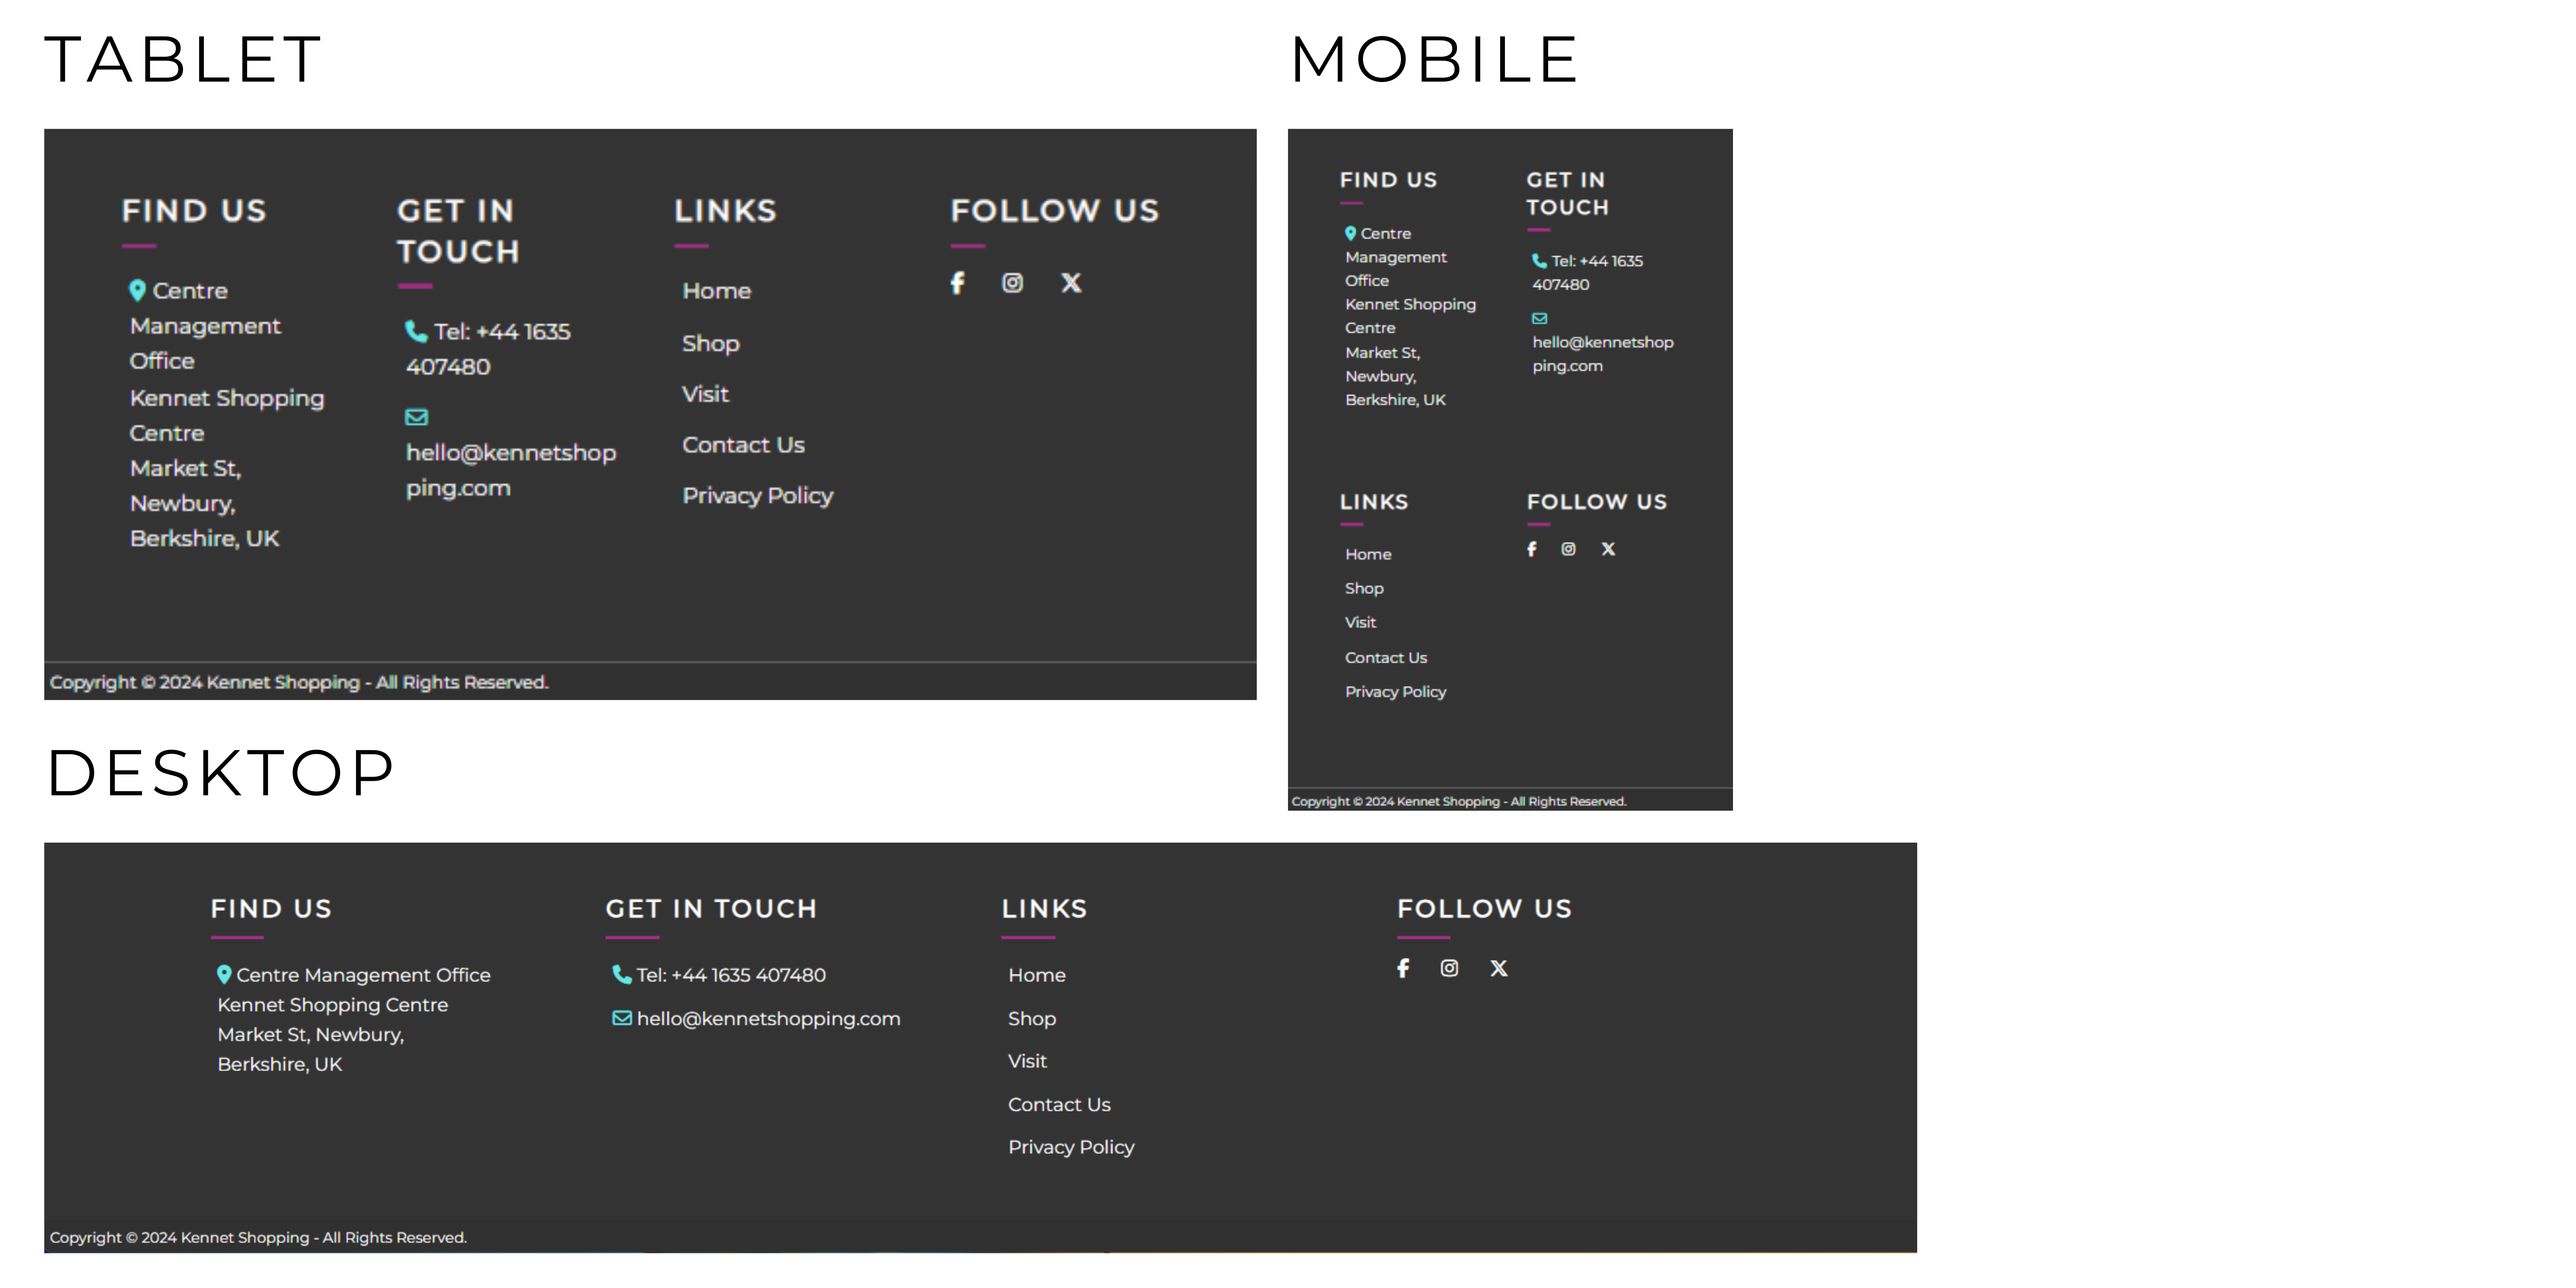 TABLET
FIND US
Centre
Management
Office
Kennet Shopping
Centre
Market St,
Newbury,
Berkshire, UK
GET IN
TOUCH
Tel: +44 1635
407480
hello@kennetshop
ping.com
LINKS
Home
Shop
Visit
Contact Us
Privacy Policy
FOLLOW US
Copyright © 2024 Kennet Shopping - All Rights Reserved.
MOBILE
FIND US
Centre
Management
Office
Kennet Shopping
Centre
Market St,
Newbury,
Berkshire, UK
GET IN
TOUCH
Tel: +44 1635
407480
hello@kennetshop
ping.com
LINKS
Home
Shop
Visit
Contact Us
Privacy Policy
FOLLOW US
Copyright © 2024 Kennet Shopping - All Rights Reserved.
DESKTOP
FIND US
Centre Management Office
Kennet Shopping Centre
Market St, Newbury,
Berkshire, UK
GET IN TOUCH
Tel: +44 1635 407480
hello@kennetshopping.com
LINKS
Home
Shop
Visit
Contact Us
Privacy Policy
FOLLOW US
Copyright © 2024 Kennet Shopping - All Rights Reserved.